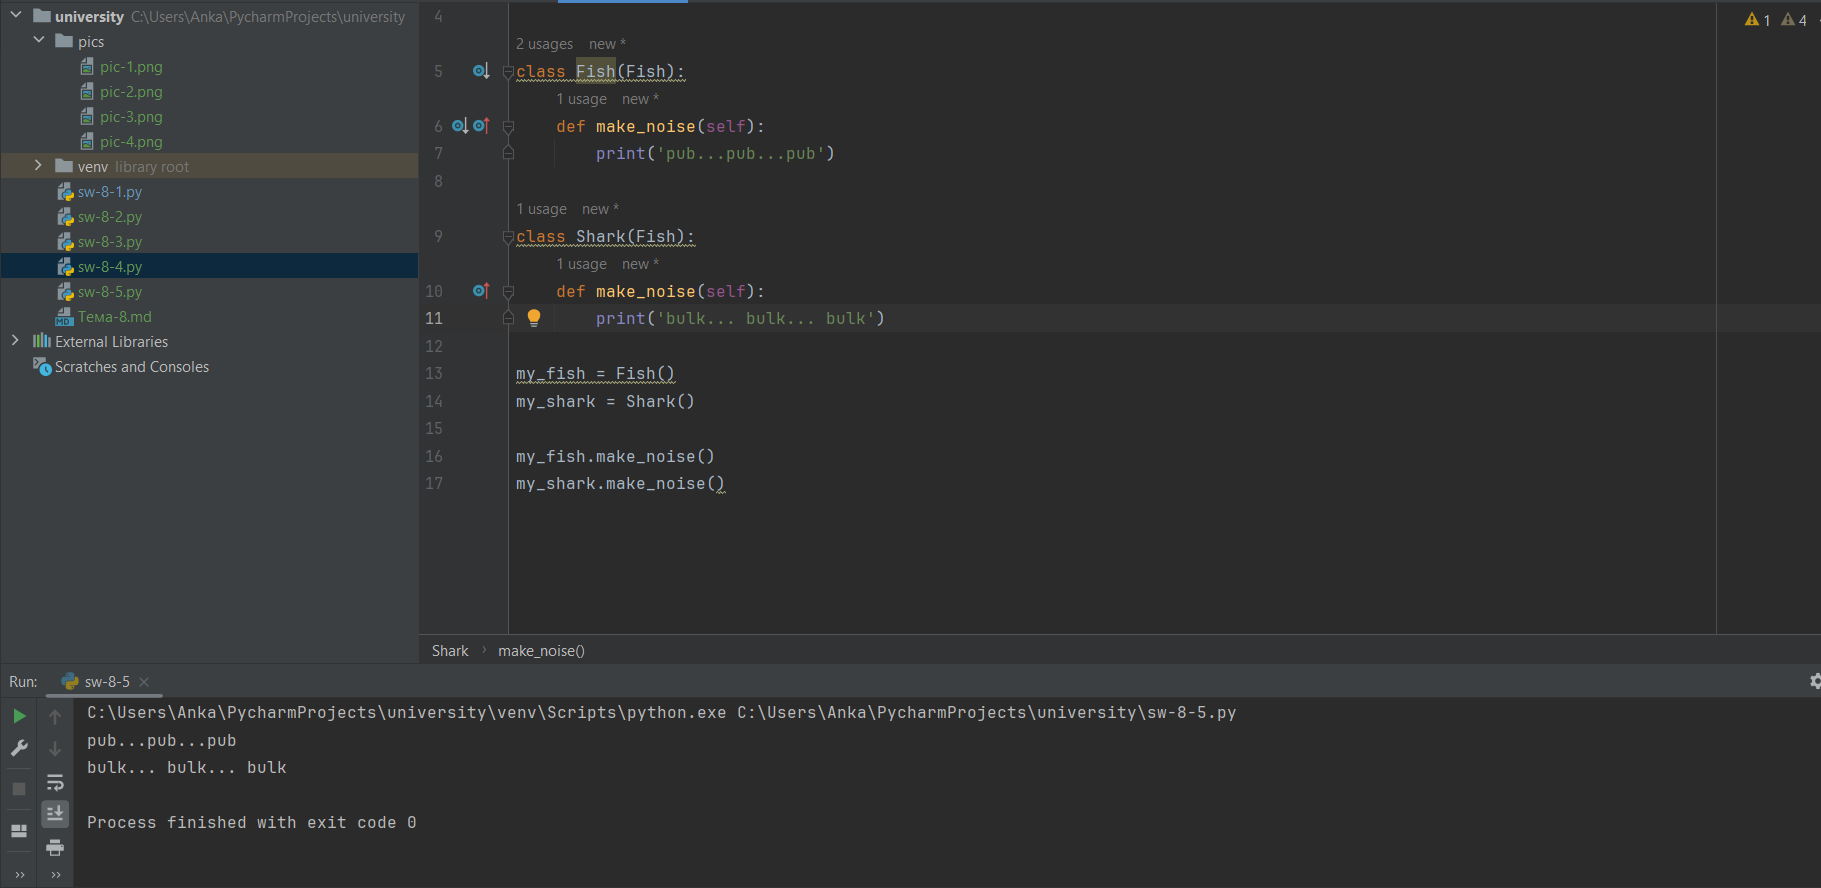 university C:\Users\Anka\PycharmProjects\university
pics
pic-1.png
pic-2.png
pic-3.png
pic-4.png
venv library root
sw-8-1.py
sw-8-2.py
sw-8-3.py
sw-8-4.py
sw-8-5.py
MD Тема-8.md
External Libraries
Scratches and Consoles
4
2 usages new *
5 class Fish(Fish):
1 usage new *
6 def make_noise(self):
7 print('pub...pub...pub')
8
1 usage new *
9 class Shark(Fish):
1 usage new *
10 def make_noise(self):
11 print('bulk... bulk... bulk')
12
13 my_fish = Fish()
14 my_shark = Shark()
15
16 my_fish.make_noise()
17 my_shark.make_noise()
1 4
Shark › make_noise()
Run: sw-8-5
C:\Users\Anka\PycharmProjects\university\venv\Scripts\python.exe C:\Users\Anka\PycharmProjects\university\sw-8-5.py
pub...pub...pub
bulk... bulk... bulk
Process finished with exit code 0